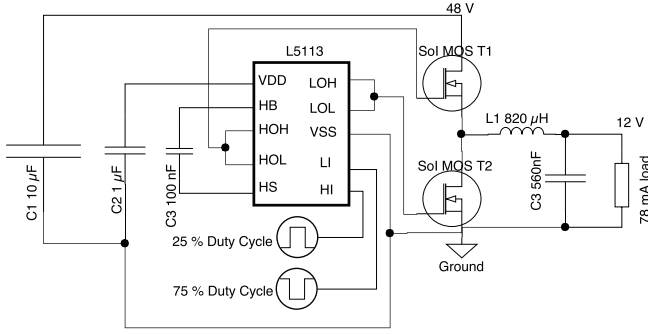 48 V
L5113
SoI MOS T1
VDD
LOH
HB
LOL
L1 820 µH
12 V
HOH
VSS
HOL
LI
SoI MOS T2
HS
HI
C1 10 µF
C2 1 µF
C3 100 nF
C3 560nF
78 mA load
25 % Duty Cycle
Ground
75 % Duty Cycle